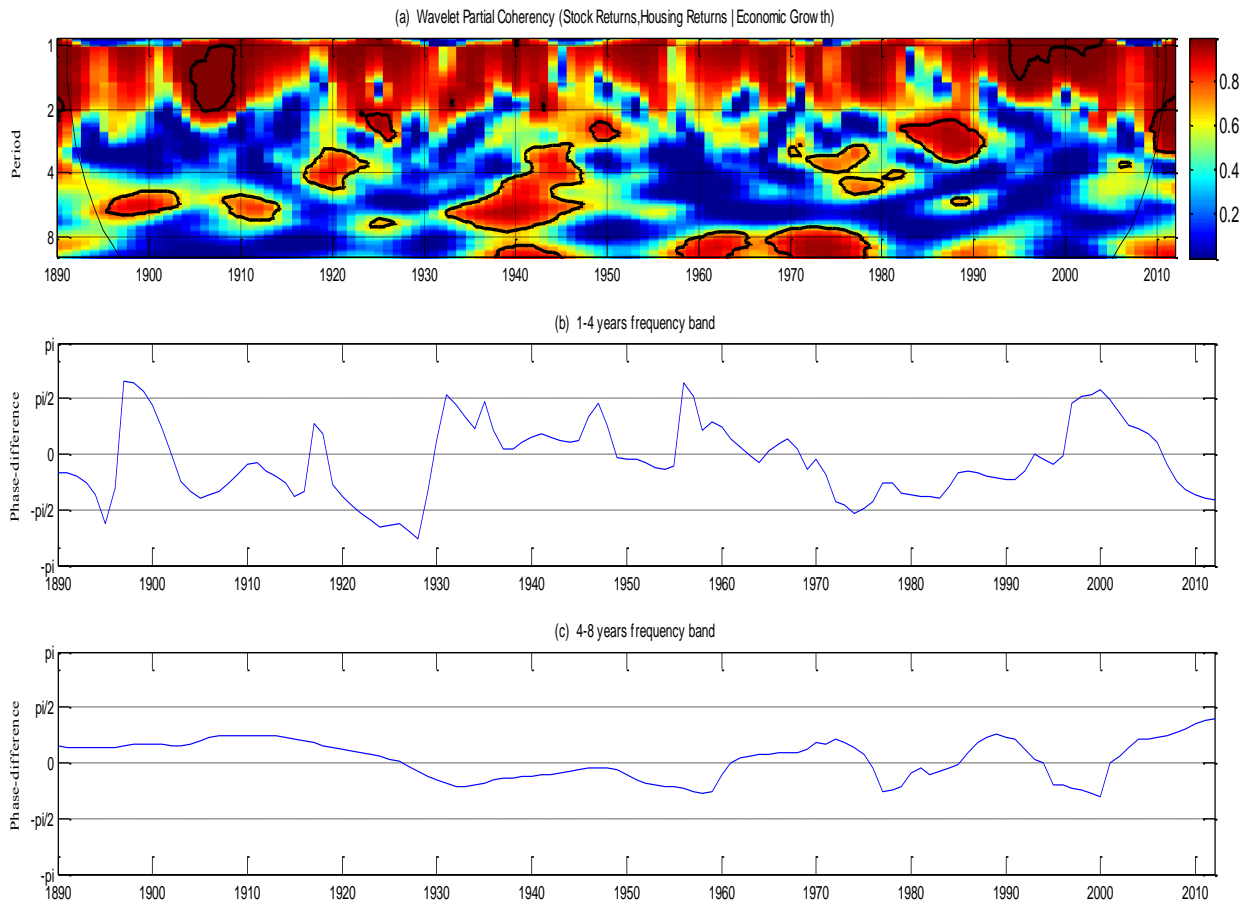 (a) Wavelet Partial Coherency (Stock Returns,Housing Returns | Economic Growth)
Period
1
2
4
8
1890 1900 1910 1920 1930 1940 1950 1960 1970 1980 1990 2000 2010
0.8
0.6
0.4
0.2
(b) 1-4 years frequency band
Phase-difference
pi
pi/2
0
-pi/2
-pi
1890 1900 1910 1920 1930 1940 1950 1960 1970 1980 1990 2000 2010
(c) 4-8 years frequency band
Phase-difference
pi
pi/2
0
-pi/2
-pi
1890 1900 1910 1920 1930 1940 1950 1960 1970 1980 1990 2000 2010